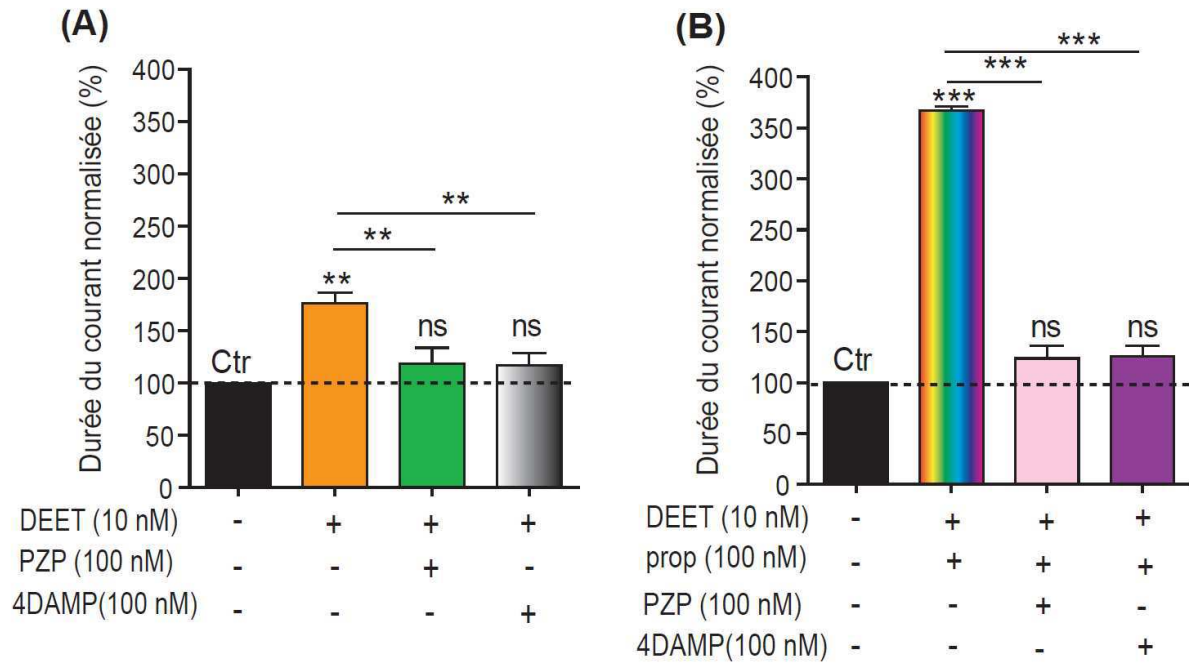 (A)
Durée du courant normalisée (%)
400
350
300
250
200
150
100
50
0
**
**
**
ns
ns
Ctr
DEET (10 nM) - + + +
PZP (100 nM) - - + -
4DAMP(100 nM) - - - +
(B)
Durée du courant normalisée (%)
400
350
300
250
200
150
100
50
0
***
***
***
ns
ns
Ctr
DEET (10 nM) - + + +
prop (100 nM) - + + +
PZP (100 nM) - - + -
4DAMP(100 nM) - - - +